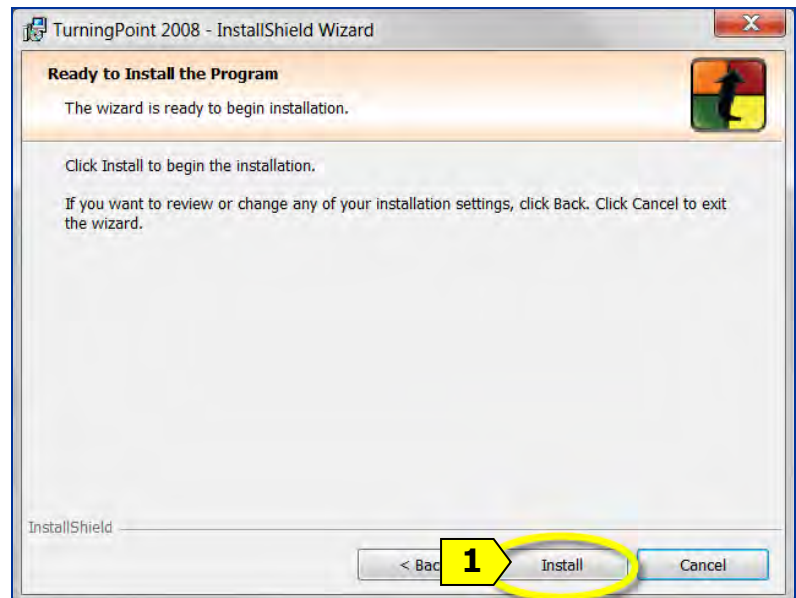 TurningPoint 2008 - InstallShield Wizard
X
Ready to Install the Program
The wizard is ready to begin installation.
Click Install to begin the installation.
If you want to review or change any of your installation settings, click Back. Click Cancel to exit
the wizard.
InstallShield
< Bac 1 Install Cancel